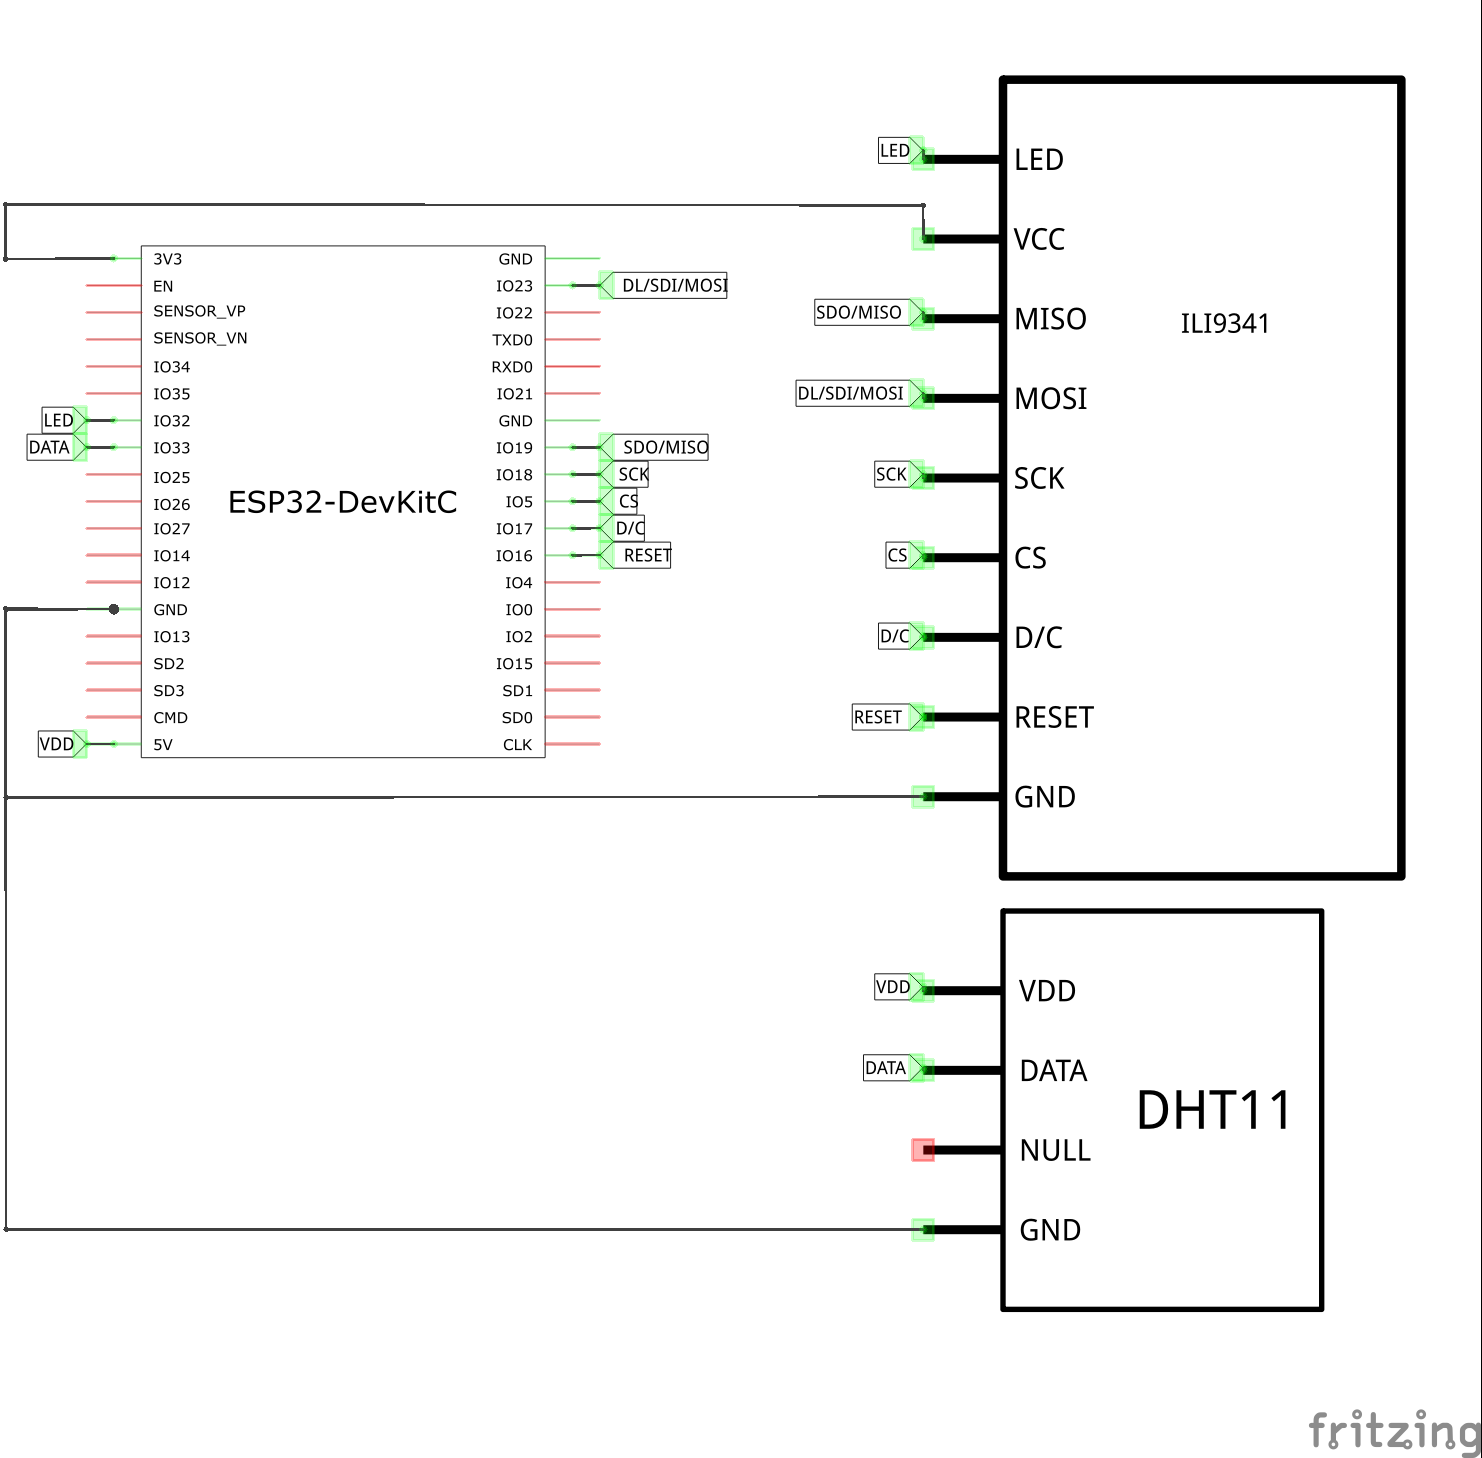 LED
LED
VCC
3V3
GND
EN
IO23
DL/SDI/MOSI
SENSOR_VP
IO22
SDO/MISO
MISO
ILI9341
SENSOR_VN
TXD0
IO34
RXD0
IO35
IO21
DL/SDI/MOSI
MOSI
LED
IO32
GND
DATA
IO33
IO19
SDO/MISO
IO25
IO18
SCK
SCK
SCK
ESP32-DevKitC
IO26
IO5
CS
IO27
IO17
D/C
IO14
IO16
RESET
CS
CS
IO12
IO4
GND
IO0
IO13
IO2
D/C
D/C
SD2
IO15
SD3
SD1
CMD
SD0
RESET
RESET
VDD
5V
CLK
GND
VDD
VDD
DATA
DATA
DHT11
NULL
GND
fritzing